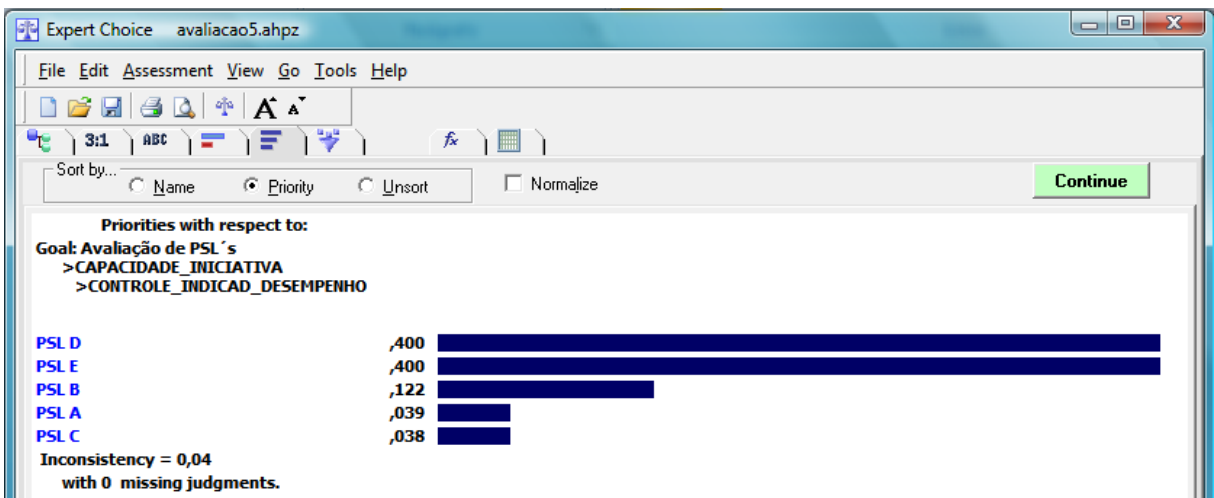 Expert Choice avaliacao5.ahpz
File Edit Assessment View Go Tools Help
A A
3:1 ABC fx
Sort by... Name Priority Unsort Normalize Continue
Priorities with respect to:
Goal: Avaliação de PSL´s
>CAPACIDADE_INICIATIVA
>CONTROLE_INDICAD_DESEMPENHO
PSL D ,400
PSL E ,400
PSL B ,122
PSL A ,039
PSL C ,038
Inconsistency = 0,04
with 0 missing judgments.